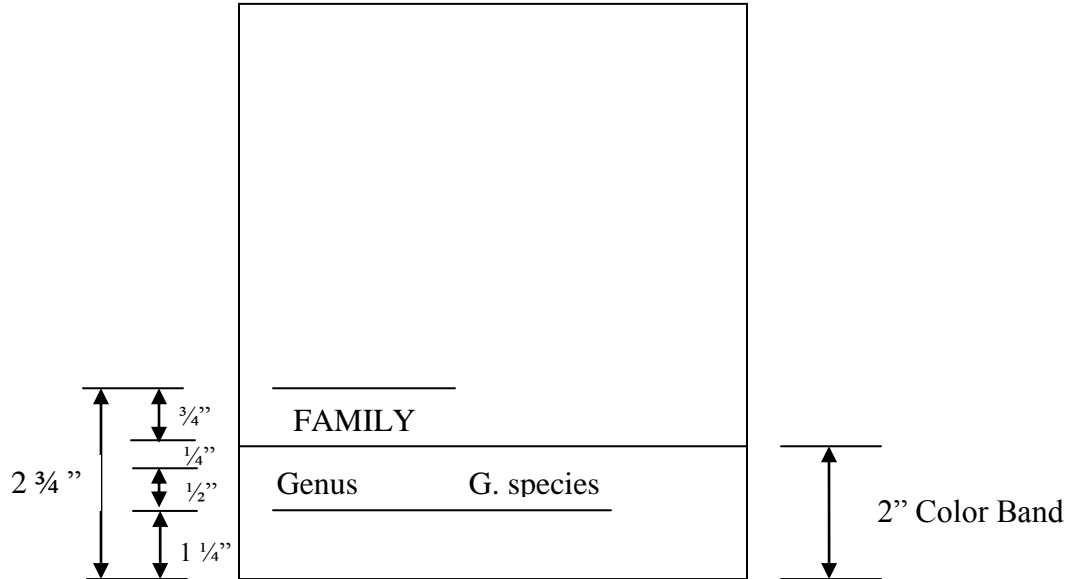 ¾”
FAMILY
¼”
2 ¾ ”
½”
Genus G. species
2” Color Band
1 ¼”